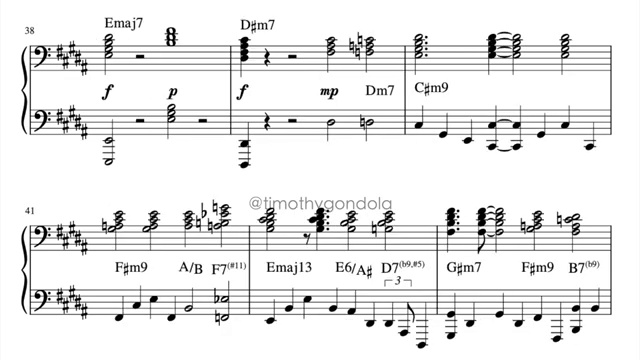 38
Emaj7
D♯m7
f
p
f
mp
Dm7
C♯m9
@timothygondola
41
F♯m9
A/B
F7(♯11)
Emaj13
E6/A♯
D7(b9,♯5)
G♯m7
F♯m9
B7(b9)
3